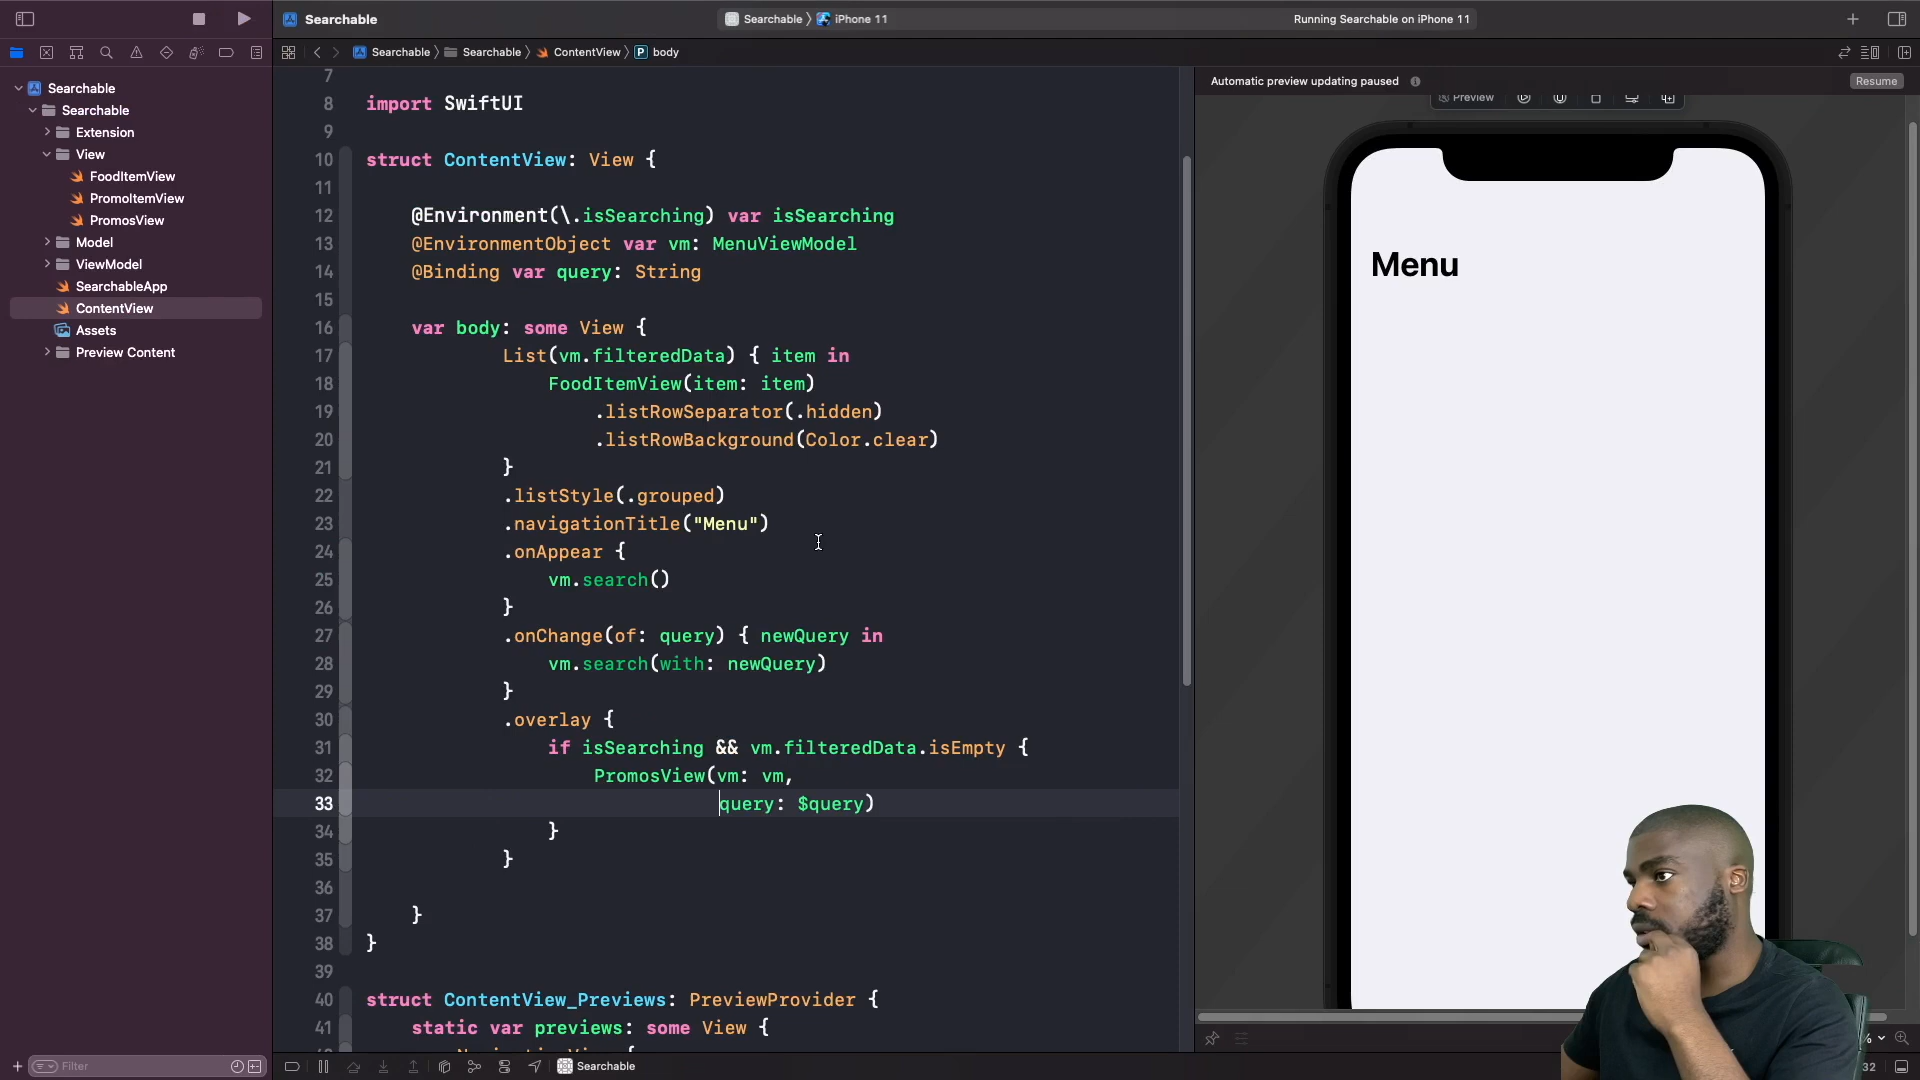 Searchable
Searchable 〉 iPhone 11
Running Searchable on iPhone 11
Searchable 〉 Searchable 〉 ContentView 〉 P body
Searchable
Searchable
Extension
View
FoodItemView
PromoItemView
PromosView
Model
ViewModel
SearchableApp
ContentView
Assets
Preview Content
Filter
7
8 import SwiftUI
9
10 struct ContentView: View {
11
12 @Environment(\.isSearching) var isSearching
13 @EnvironmentObject var vm: MenuViewModel
14 @Binding var query: String
15
16 var body: some View {
17 List(vm.filteredData) { item in
18 FoodItemView(item: item)
19 .listRowSeparator(.hidden)
20 .listRowBackground(Color.clear)
21 }
22 .listStyle(.grouped)
23 .navigationTitle("Menu")
24 .onAppear {
25 vm.search()
26 }
27 .onChange(of: query) { newQuery in
28 vm.search(with: newQuery)
29 }
30 .overlay {
31 if isSearching && vm.filteredData.isEmpty {
32 PromosView(vm: vm,
33 query: $query)
34 }
35 }
36
37 }
38 }
39
40 struct ContentView_Previews: PreviewProvider {
41 static var previews: some View {
Searchable
Automatic preview updating paused
Resume
Preview
Menu
%
32